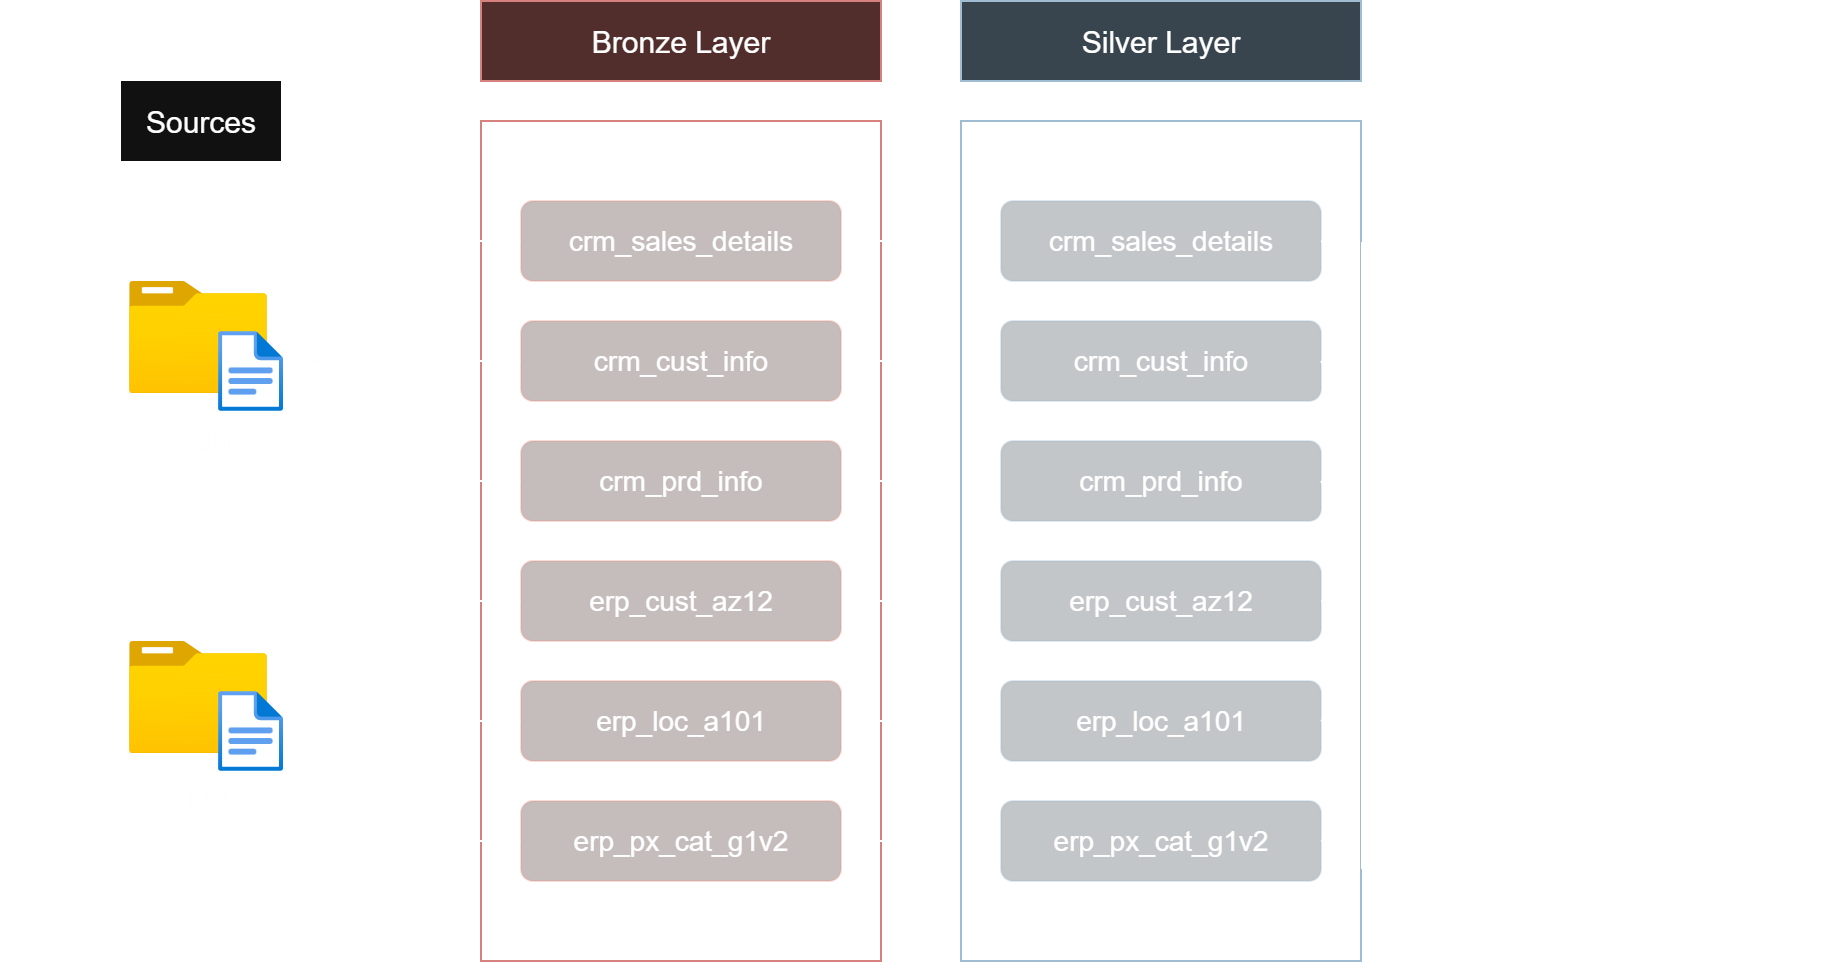 Sources
Bronze Layer
crm_sales_details
crm_cust_info
crm_prd_info
erp_cust_az12
erp_loc_a101
erp_px_cat_g1v2
Silver Layer
crm_sales_details
crm_cust_info
crm_prd_info
erp_cust_az12
erp_loc_a101
erp_px_cat_g1v2